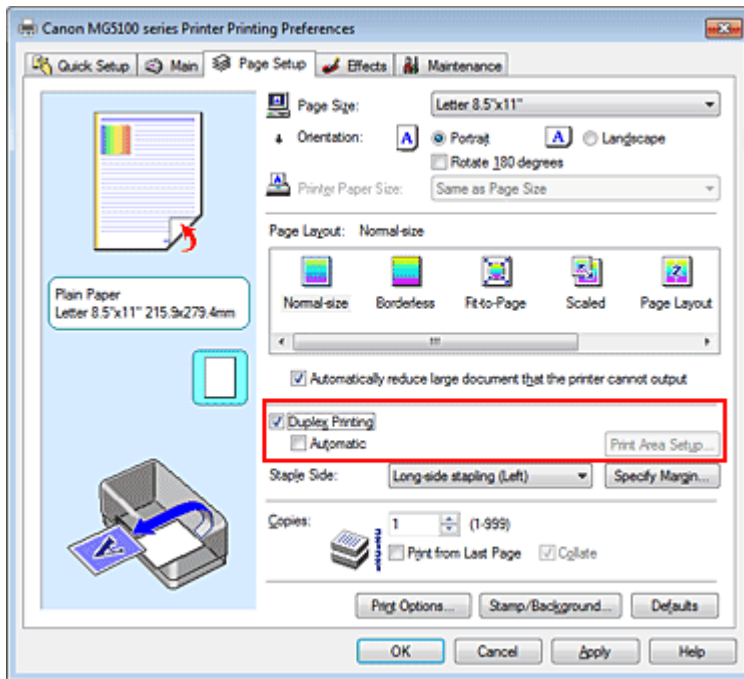 Canon MG5100 series Printer Printing Preferences
Quick Setup Main Page Setup Effects Maintenance
Page Size: Letter 8.5"x11"
Orientation: A Portrait A Landscape
Rotate 180 degrees
Printer Paper Size: Same as Page Size
Page Layout: Normal-size
Normal-size Borderless Fit-to-Page Scaled Page Layout
Plain Paper
Letter 8.5"x11" 215.9x279.4mm
Automatically reduce large document that the printer cannot output
Duplex Printing
Automatic Print Area Setup...
Staple Side: Long-side stapling (Left) Specify Margin...
Copies: 1 (1-999)
Print from Last Page Collate
Print Options... Stamp/Background... Defaults
OK Cancel Apply Help